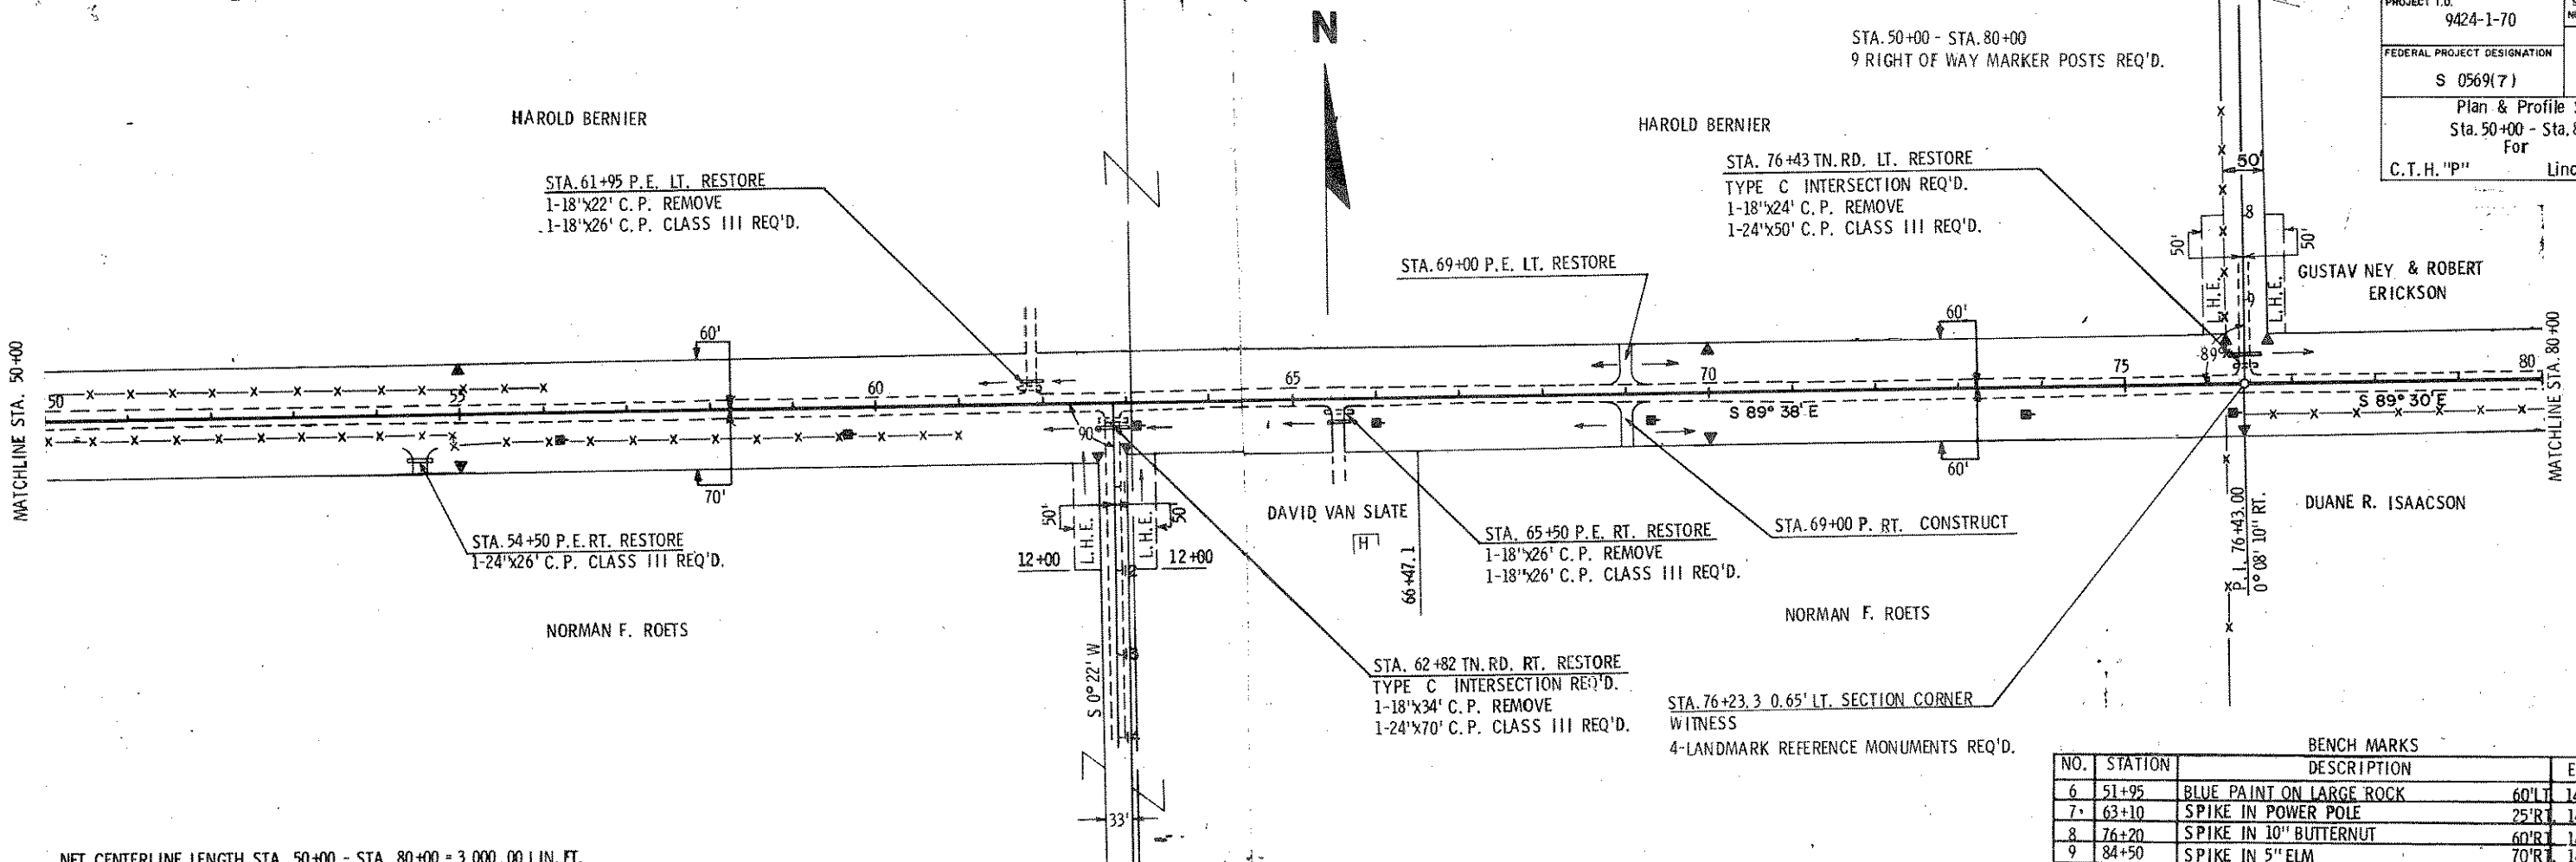 N
STA. 50+00 - STA. 80+00
9 RIGHT OF WAY MARKER POSTS REQ'D.
PROJECT I.D.
9424-1-70
FEDERAL PROJECT DESIGNATION
S 0569(7)
Plan & Profile
Sta. 50+00 - Sta.
For
C.T.H. "P"
HAROLD BERNIER
STA. 61+95 P.E. LT. RESTORE
1-18"x22' C.P. REMOVE
1-18"x26' C.P. CLASS III REQ'D.
HAROLD BERNIER
STA. 76+43 TN. RD. LT. RESTORE
TYPE C INTERSECTION REQ'D.
1-18"x24' C.P. REMOVE
1-24"x50' C.P. CLASS III REQ'D.
STA. 69+00 P.E. LT. RESTORE
50'
8
50'
50'
9
L.H.E.
L.H.E.
GUSTAV NEY & ROBERT
ERICKSON
MATCHLINE STA. 50+00
60'
60'
50
55
60
65
70
75
80
89°
90
S 89° 38' E
S 89° 30' E
MATCHLINE STA. 80+00
70'
60'
STA. 54+50 P.E. RT. RESTORE
1-24"x26' C.P. CLASS III REQ'D.
50'
50'
L.H.E.
L.H.E.
12+00
12+00
DAVID VAN SLATE
H
66+47.1
STA. 65+50 P.E. RT. RESTORE
1-18"x26' C.P. REMOVE
1-18"x26' C.P. CLASS III REQ'D.
STA. 69+00 P. RT. CONSTRUCT
P.I. 76+43.00
0° 08' 10" RT.
DUANE R. ISAACSON
NORMAN F. ROETS
NORMAN F. ROETS
S 0° 22' W
2
3
4
33'
STA. 62+82 TN. RD. RT. RESTORE
TYPE C INTERSECTION REQ'D.
1-18"x34' C.P. REMOVE
1-24"x70' C.P. CLASS III REQ'D.
STA. 76+23.3 0.65' LT. SECTION CORNER
WITNESS
4-LANDMARK REFERENCE MONUMENTS REQ'D.
BENCH MARKS
NO. STATION DESCRIPTION
6 51+95 BLUE PAINT ON LARGE ROCK 60'LT
7 63+10 SPIKE IN POWER POLE 25'RT
8 76+20 SPIKE IN 10" BUTTERNUT 60'RT
9 84+50 SPIKE IN 5" ELM 70'RT
NET CENTERLINE LENGTH STA. 50+00 - STA. 80+00 = 3,000.00 LIN. FT.